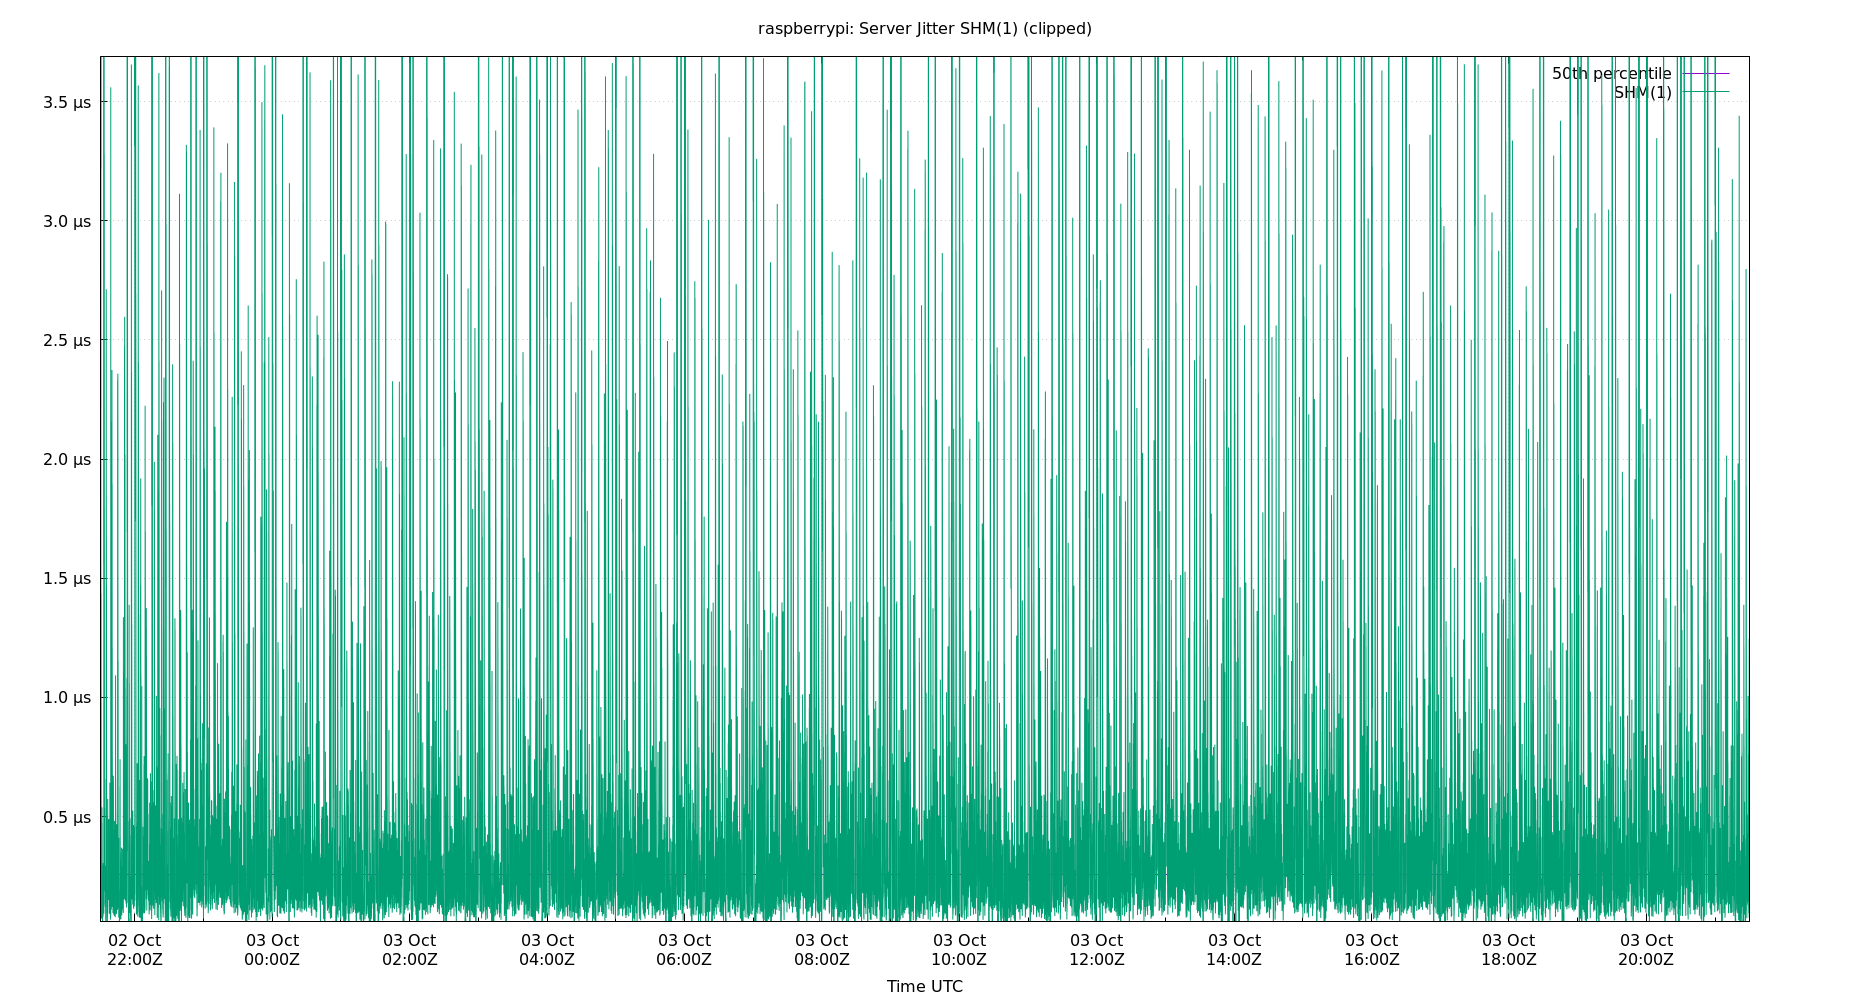 raspberrypi: Server Jitter SHM(1) (clipped)
50th percentile
SHM(1)
3.5 µs
3.0 µs
2.5 µs
2.0 µs
1.5 µs
1.0 µs
0.5 µs
02 Oct 03 Oct 03 Oct 03 Oct 03 Oct 03 Oct 03 Oct 03 Oct 03 Oct 03 Oct 03 Oct 03 Oct
22:00Z 00:00Z 02:00Z 04:00Z 06:00Z 08:00Z 10:00Z 12:00Z 14:00Z 16:00Z 18:00Z 20:00Z
Time UTC